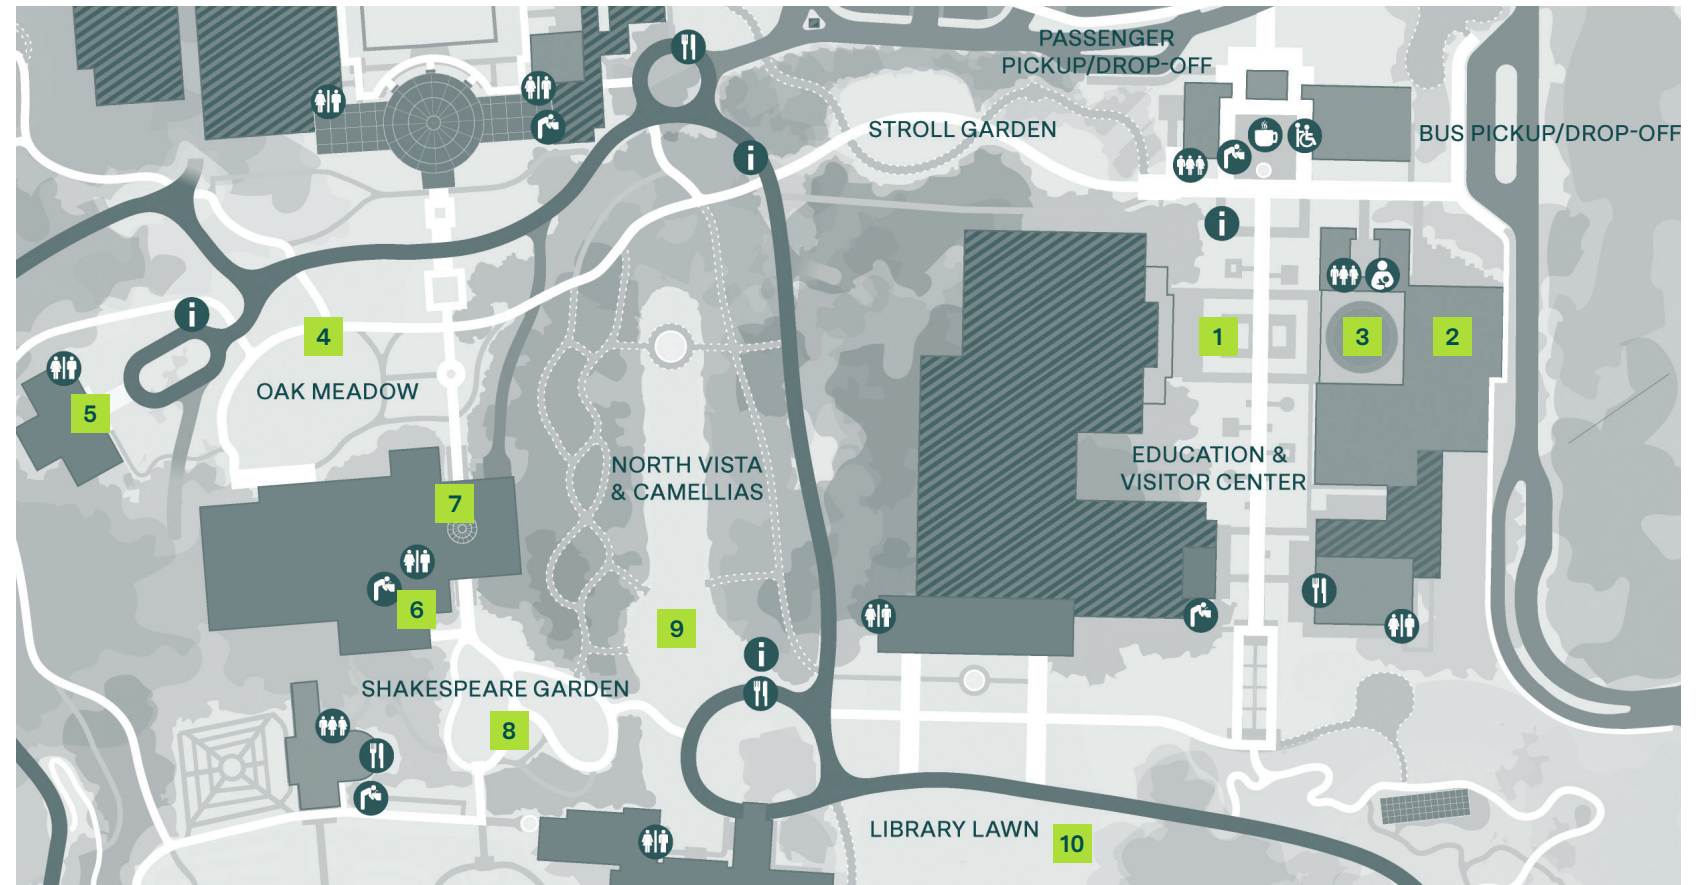 PASSENGER
PICKUP/DROP-OFF
STROLL GARDEN
BUS PICKUP/DROP-OFF
i
i
i
4
1
3
2
OAK MEADOW
5
NORTH VISTA
& CAMELLIAS
EDUCATION &
VISITOR CENTER
7
6
9
i
SHAKESPEARE GARDEN
8
LIBRARY LAWN
10